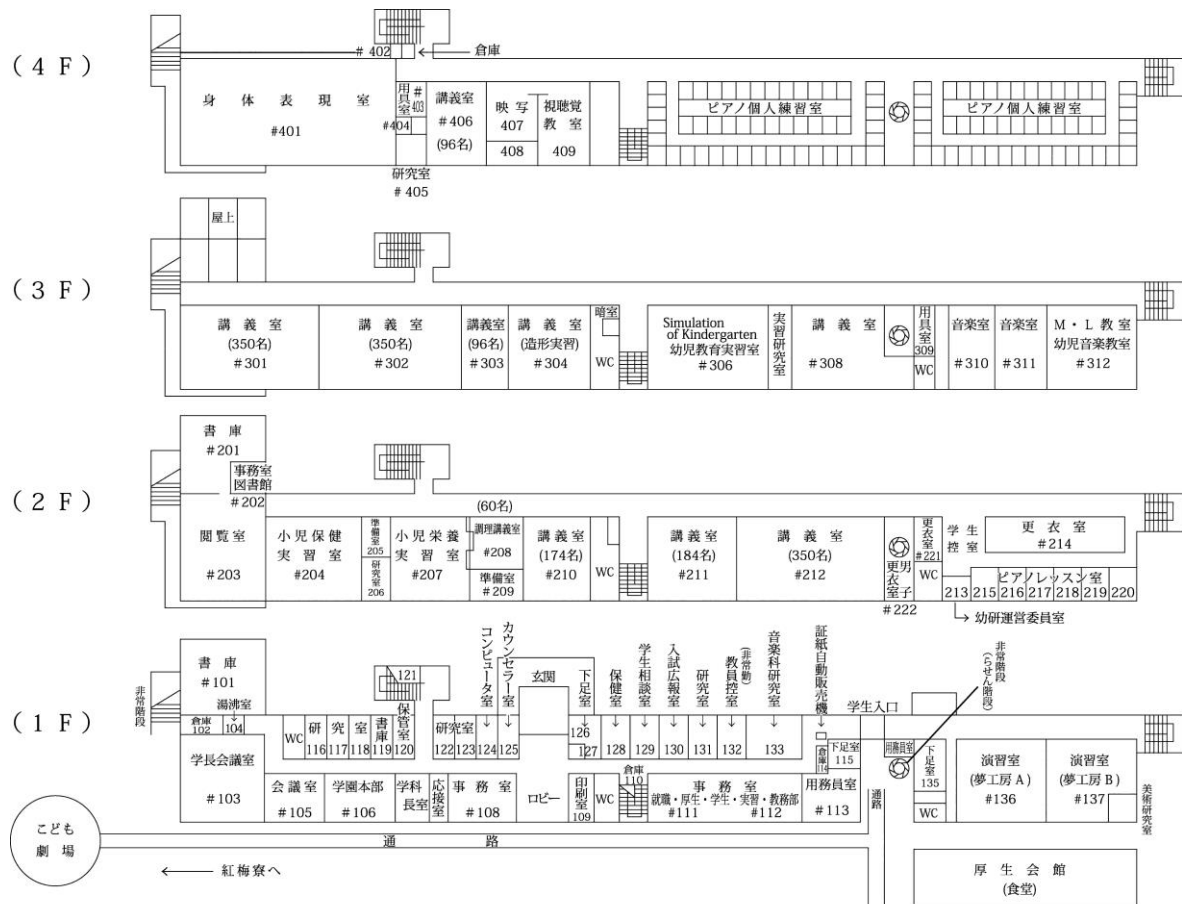 (4F)
#402
倉庫
身体表現室
#401
用具室
#403
#404
研究室
#405
講義室
#406
(96名)
映写
407
408
視聴覚
教室
409
ピアノ個人練習室
ピアノ個人練習室
(3F)
屋上
講義室
(350名)
#301
講義室
(350名)
#302
講義室
(96名)
#303
講義室
(造形実習)
#304
暗室
WC
Simulation
of Kindergarten
幼児教育実習室
#306
実習研究室
講義室
#308
用具室
309
WC
音楽室
#310
音楽室
#311
M・L教室
幼児音楽教室
#312
(2F)
書庫
#201
事務室
図書館
#202
閲覧室
#203
小児保健
実習室
#204
準備室
205
研究室
206
小児栄養
実習室
#207
(60名)
調理講義室
#208
準備室
#209
講義室
(174名)
#210
WC
講義室
(184名)
#211
講義室
(350名)
#212
男子更衣室
#222
更衣室
#221
WC
学生
控室
更衣室
#214
ピアノレッスン室
213 215 216 217 218 219 220
幼研運営委員室
(1F)
非常階段
書庫
#101
湯沸室
倉庫
102
104
学長会議室
#103
WC
研究室
116 117 118
書庫
119
保管室
120
121
研究室
122 123
コンピュータ室
124
カウンセラー室
125
玄関
下足室
126
127
保健室
128
学生相談室
129
入試広報室
130
研究室
131
教員控室
(非常勤)
132
音楽科研究室
133
証紙自動販売機
倉庫
114
下足室
115
学生入口
非常階段
(らせん階段)
用務員室
下足室
135
WC
演習室
(夢工房A)
#136
演習室
(夢工房B)
#137
美術研究室
会議室
#105
学園本部
#106
学科長室
応接室
事務室
#108
ロビー
印刷室
109
WC
倉庫
110
事務室
就職・厚生・学生・実習・教務部
#111 #112
用務員室
#113
通路
こども
劇場
通路
紅梅寮へ
厚生会館
(食堂)